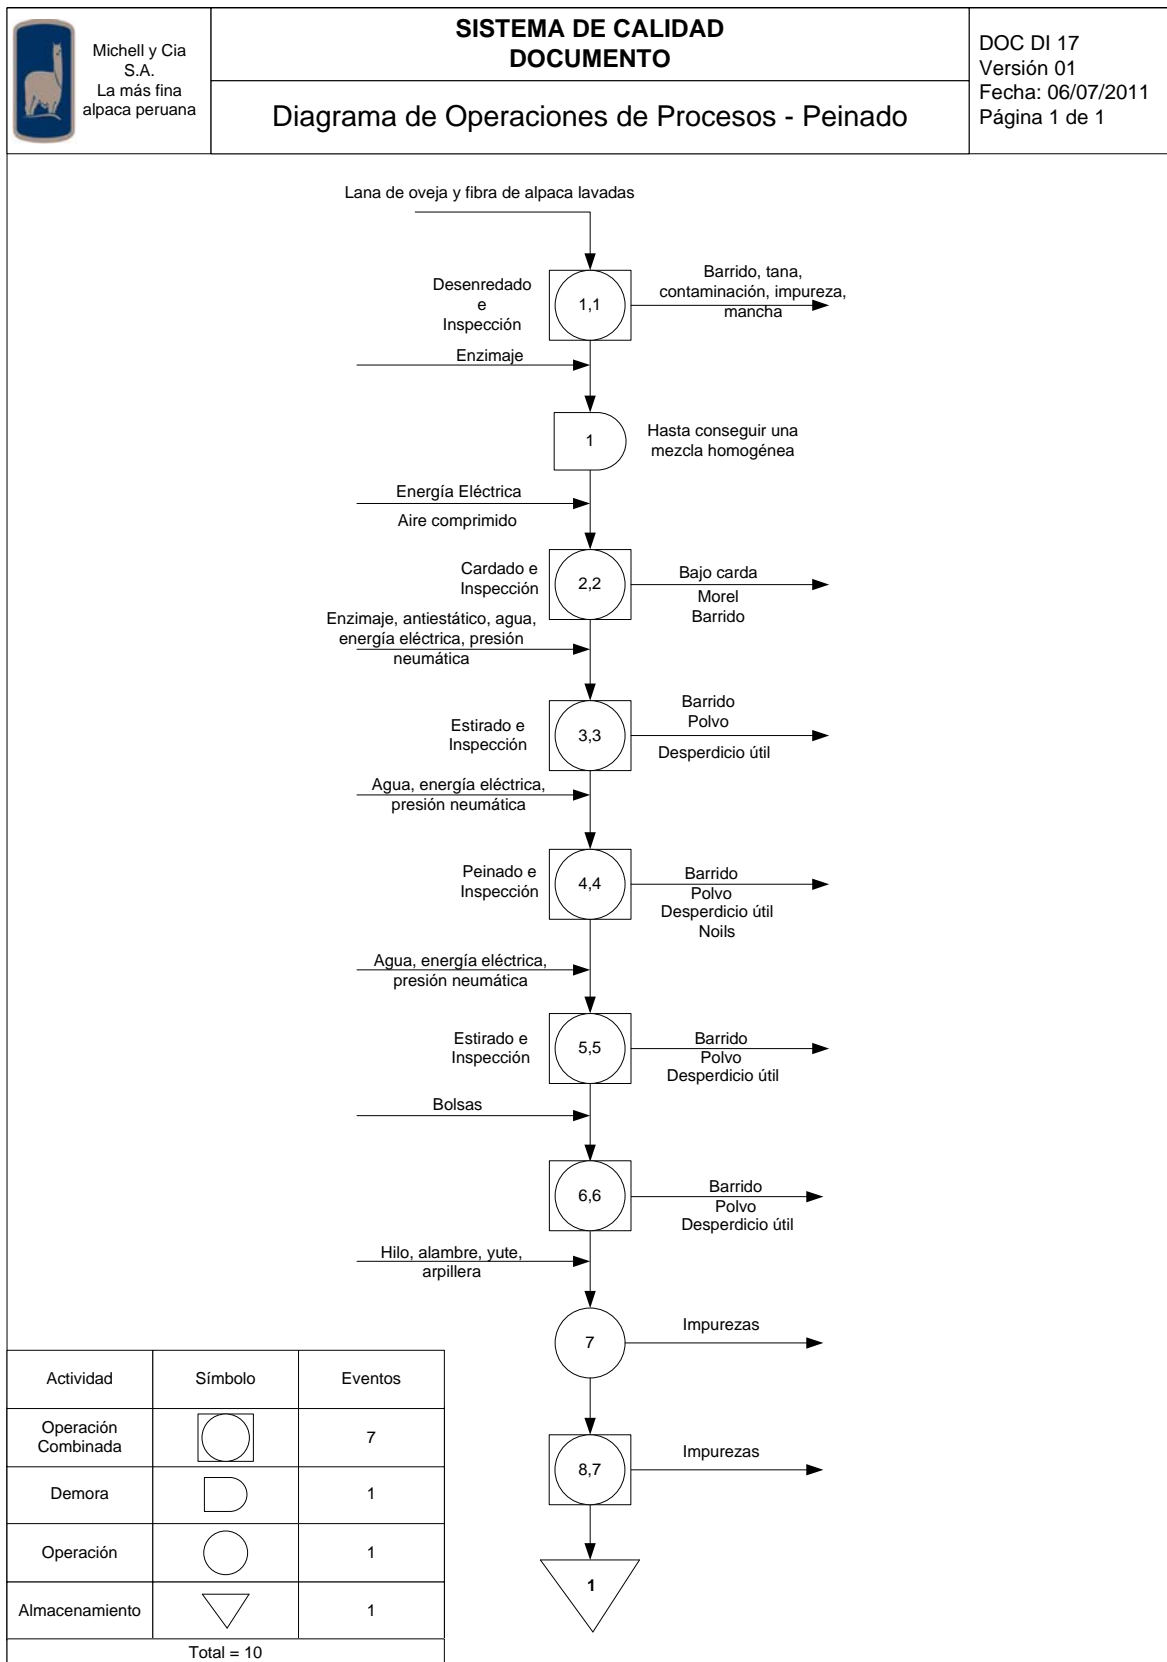 Michell y Cia
S.A.
La más fina
alpaca peruana
SISTEMA DE CALIDAD
DOCUMENTO
Diagrama de Operaciones de Procesos - Peinado
DOC DI 17
Versión 01
Fecha: 06/07/2011
Página 1 de 1
Lana de oveja y fibra de alpaca lavadas
Desenredado
e
Inspección
1,1
Barrido, tana,
contaminación, impureza,
mancha
Enzimaje
1
Hasta conseguir una
mezcla homogénea
Energía Eléctrica
Aire comprimido
Cardado e
Inspección
2,2
Bajo carda
Morel
Barrido
Enzimaje, antiestático, agua,
energía eléctrica, presión
neumática
Estirado e
Inspección
3,3
Barrido
Polvo
Desperdicio útil
Agua, energía eléctrica,
presión neumática
Peinado e
Inspección
4,4
Barrido
Polvo
Desperdicio útil
Noils
Agua, energía eléctrica,
presión neumática
Estirado e
Inspección
5,5
Barrido
Polvo
Desperdicio útil
Bolsas
6,6
Barrido
Polvo
Desperdicio útil
Hilo, alambre, yute,
arpillera
7
Impurezas
8,7
Impurezas
1
Actividad Símbolo Eventos
Operación
Combinada
7
Demora 1
Operación 1
Almacenamiento 1
Total = 10